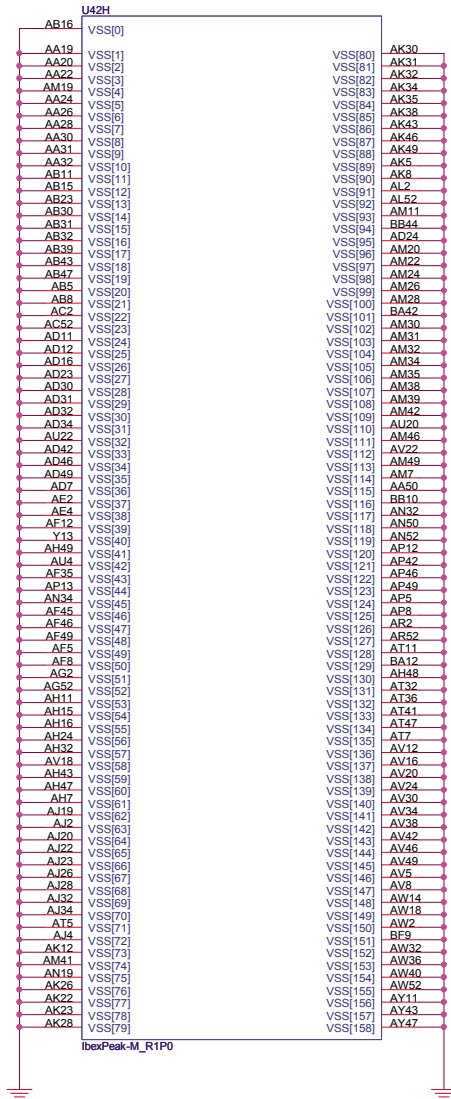 U42H
AB16 VSS[0]
AA19 VSS[1] VSS[80] AK30
AA20 VSS[2] VSS[81] AK31
AA22 VSS[3] VSS[82] AK32
AM19 VSS[4] VSS[83] AK34
AA24 VSS[5] VSS[84] AK35
AA26 VSS[6] VSS[85] AK38
AA28 VSS[7] VSS[86] AK43
AA30 VSS[8] VSS[87] AK46
AA31 VSS[9] VSS[88] AK49
AA32 VSS[10] VSS[89] AK5
AB11 VSS[11] VSS[90] AK8
AB15 VSS[12] VSS[91] AL2
AB23 VSS[13] VSS[92] AL52
AB30 VSS[14] VSS[93] AM11
AB31 VSS[15] VSS[94] BB44
AB32 VSS[16] VSS[95] AD24
AB39 VSS[17] VSS[96] AM20
AB43 VSS[18] VSS[97] AM22
AB47 VSS[19] VSS[98] AM24
AB5 VSS[20] VSS[99] AM26
AB8 VSS[21] VSS[100] AM28
AC2 VSS[22] VSS[101] BA42
AC52 VSS[23] VSS[102] AM30
AD11 VSS[24] VSS[103] AM31
AD12 VSS[25] VSS[104] AM32
AD16 VSS[26] VSS[105] AM34
AD23 VSS[27] VSS[106] AM35
AD30 VSS[28] VSS[107] AM38
AD31 VSS[29] VSS[108] AM39
AD32 VSS[30] VSS[109] AM42
AD34 VSS[31] VSS[110] AU20
AU22 VSS[32] VSS[111] AM46
AD42 VSS[33] VSS[112] AV22
AD46 VSS[34] VSS[113] AM49
AD49 VSS[35] VSS[114] AM7
AD7 VSS[36] VSS[115] AA50
AE2 VSS[37] VSS[116] BB10
AE4 VSS[38] VSS[117] AN32
AF12 VSS[39] VSS[118] AN50
Y13 VSS[40] VSS[119] AN52
AH49 VSS[41] VSS[120] AP12
AU4 VSS[42] VSS[121] AP42
AF35 VSS[43] VSS[122] AP46
AP13 VSS[44] VSS[123] AP49
AN34 VSS[45] VSS[124] AP5
AF45 VSS[46] VSS[125] AP8
AF46 VSS[47] VSS[126] AR2
AF49 VSS[48] VSS[127] AR52
AF5 VSS[49] VSS[128] AT11
AF8 VSS[50] VSS[129] BA12
AG2 VSS[51] VSS[130] AH48
AG52 VSS[52] VSS[131] AT32
AH11 VSS[53] VSS[132] AT36
AH15 VSS[54] VSS[133] AT41
AH16 VSS[55] VSS[134] AT47
AH24 VSS[56] VSS[135] AT7
AH32 VSS[57] VSS[136] AV12
AV18 VSS[58] VSS[137] AV16
AH43 VSS[59] VSS[138] AV20
AH47 VSS[60] VSS[139] AV24
AH7 VSS[61] VSS[140] AV30
AJ19 VSS[62] VSS[141] AV34
AJ2 VSS[63] VSS[142] AV38
AJ20 VSS[64] VSS[143] AV42
AJ22 VSS[65] VSS[144] AV46
AJ23 VSS[66] VSS[145] AV49
AJ26 VSS[67] VSS[146] AV5
AJ28 VSS[68] VSS[147] AV8
AJ32 VSS[69] VSS[148] AW14
AJ34 VSS[70] VSS[149] AW18
AT5 VSS[71] VSS[150] AW2
AJ4 VSS[72] VSS[151] BF9
AK12 VSS[73] VSS[152] AW32
AM41 VSS[74] VSS[153] AW36
AN19 VSS[75] VSS[154] AW40
AK26 VSS[76] VSS[155] AW52
AK22 VSS[77] VSS[156] AY11
AK23 VSS[78] VSS[157] AY43
AK28 VSS[79] VSS[158] AY47
IbexPeak-M_R1P0